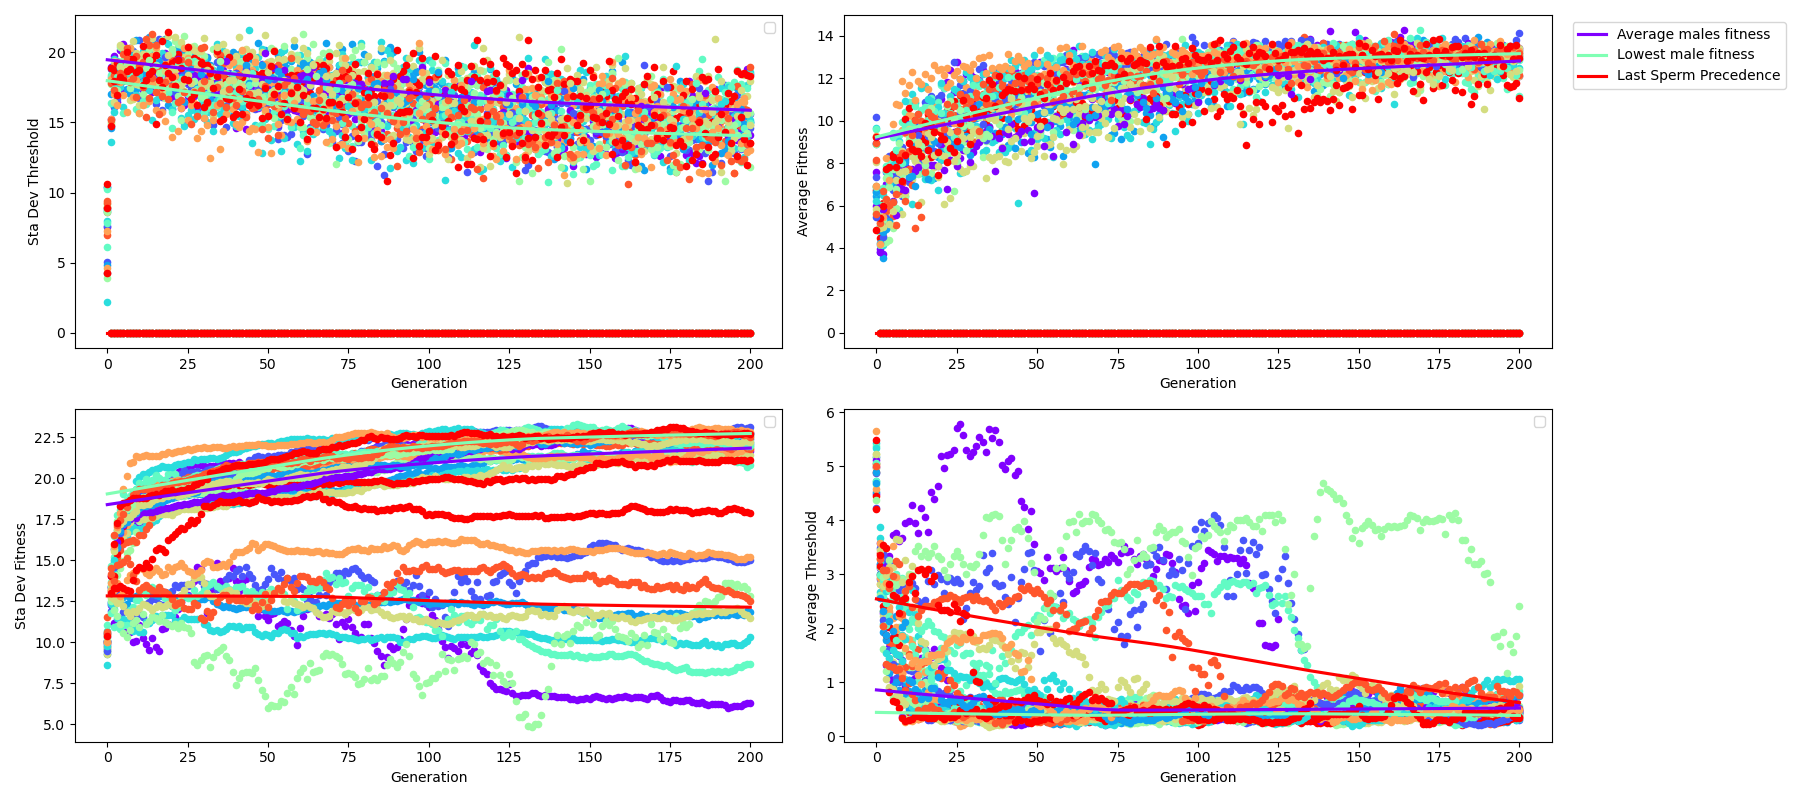 Sta Dev Threshold
20
15
10
5
0
0 25 50 75 100 125 150 175 200
Generation
Average Fitness
14
12
10
8
6
4
2
0
0 25 50 75 100 125 150 175 200
Generation
Average males fitness
Lowest male fitness
Last Sperm Precedence
Sta Dev Fitness
22.5
20.0
17.5
15.0
12.5
10.0
7.5
5.0
0 25 50 75 100 125 150 175 200
Generation
Average Threshold
6
5
4
3
2
1
0
0 25 50 75 100 125 150 175 200
Generation